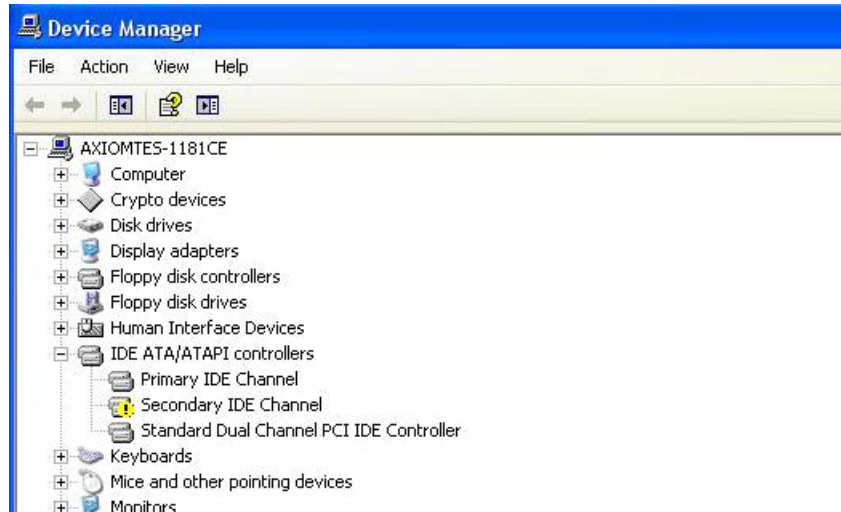 Device Manager
File Action View Help
AXIOMTES-1181CE
Computer
Crypto devices
Disk drives
Display adapters
Floppy disk controllers
Floppy disk drives
Human Interface Devices
IDE ATA/ATAPI controllers
Primary IDE Channel
Secondary IDE Channel
Standard Dual Channel PCI IDE Controller
Keyboards
Mice and other pointing devices
Monitors